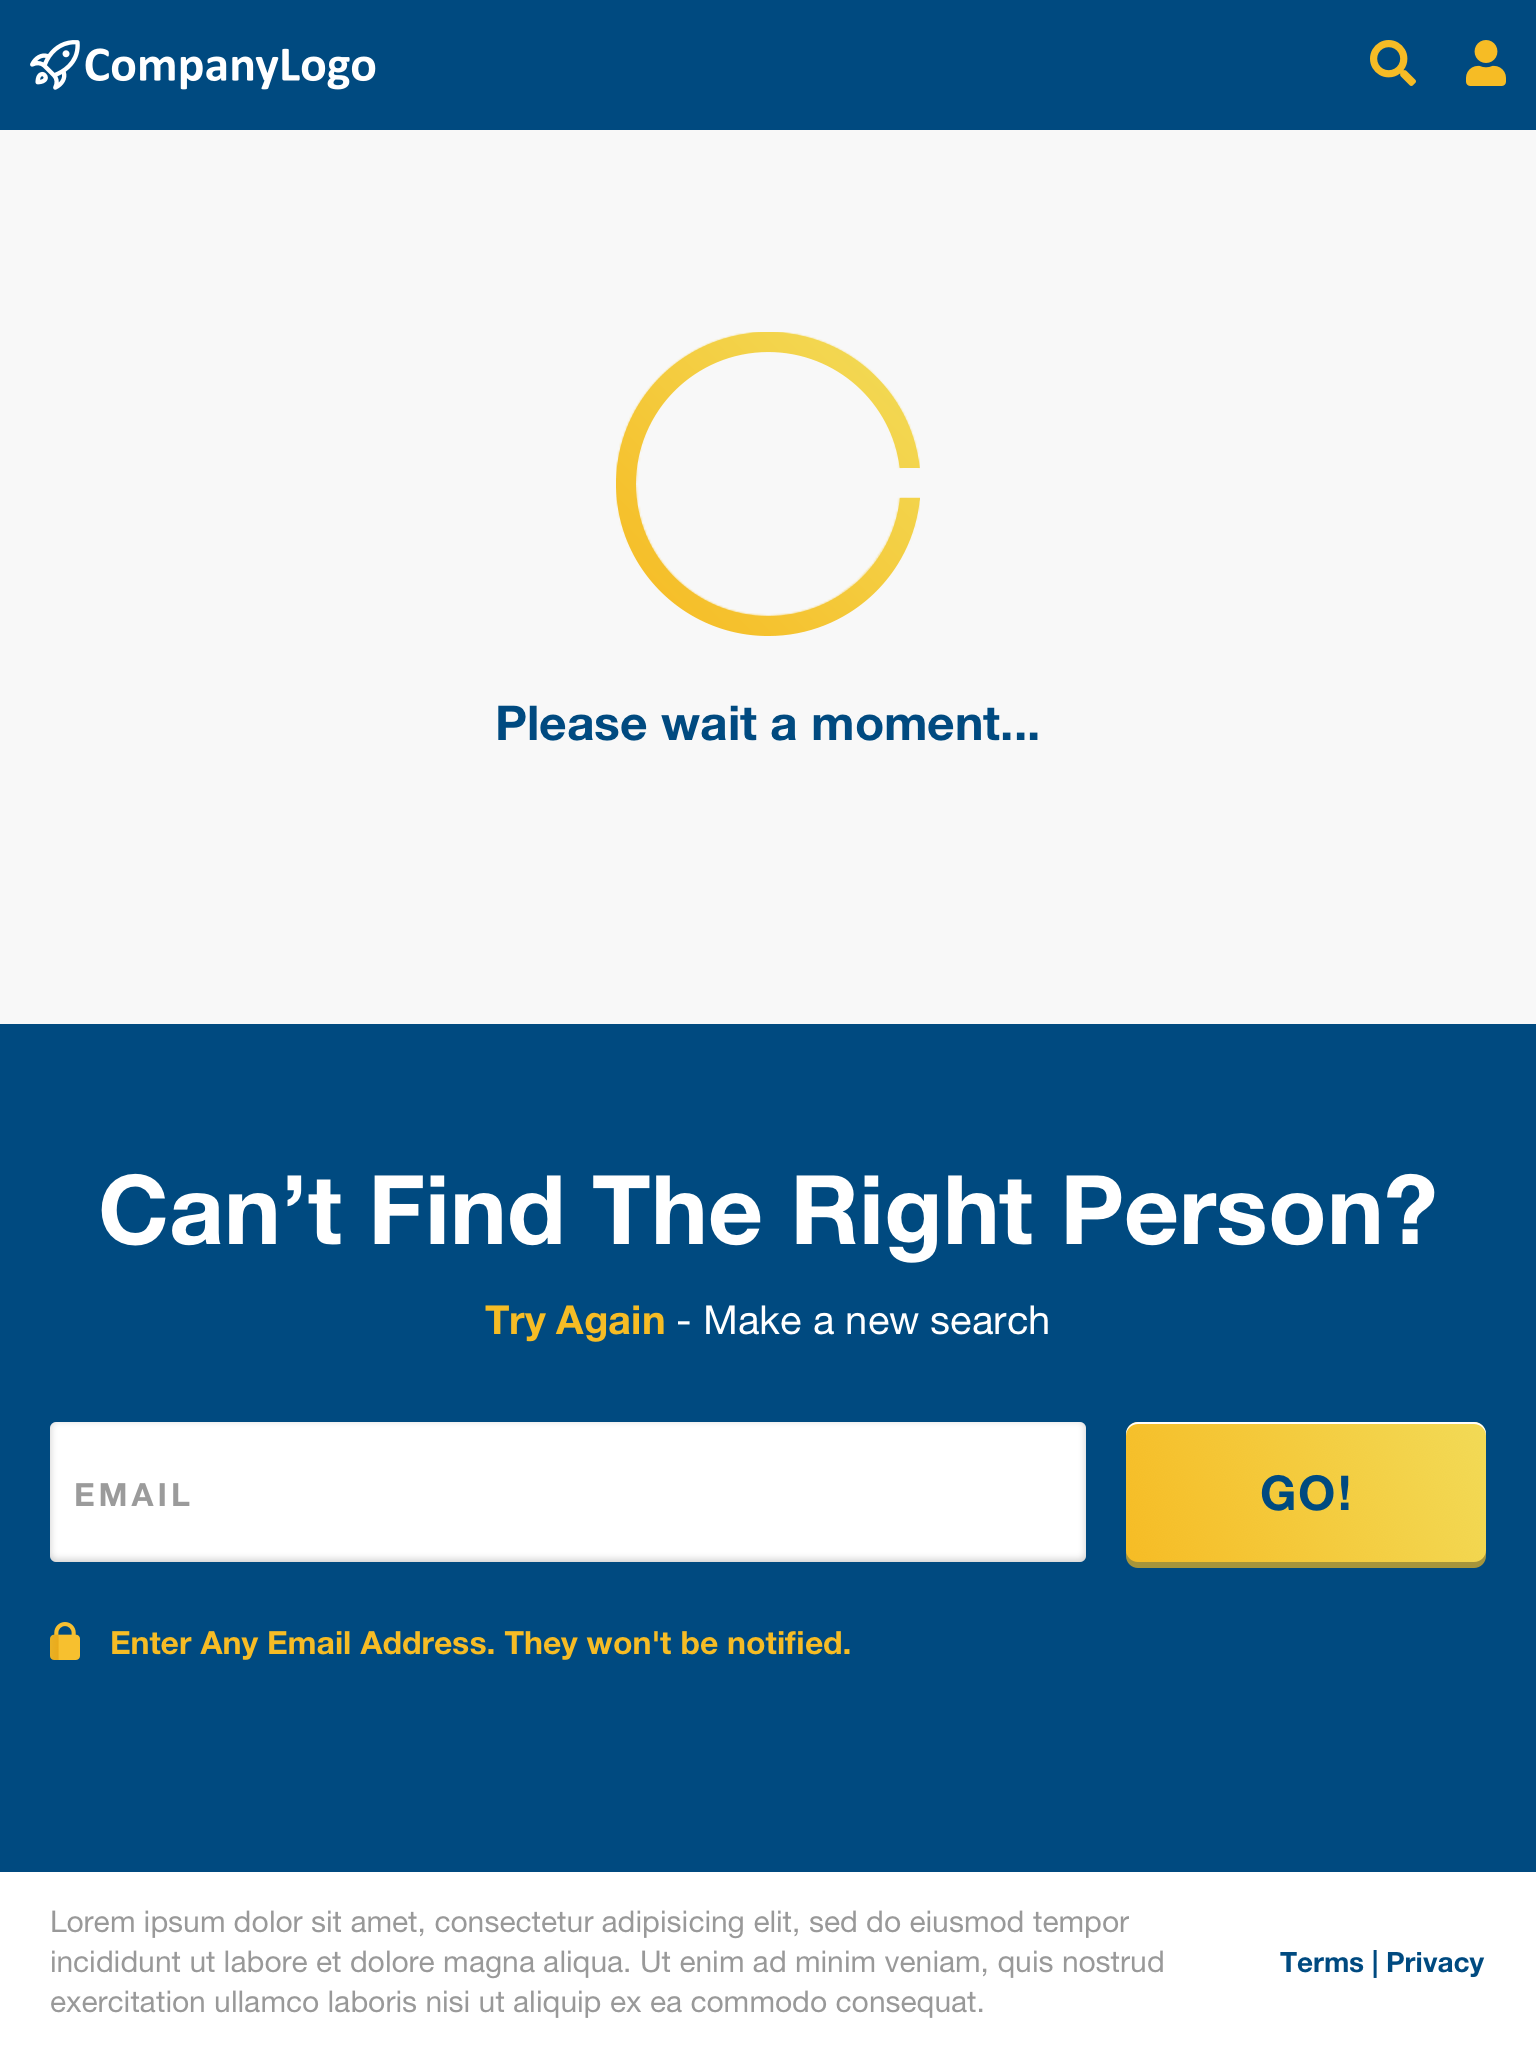 CompanyLogo
Please wait a moment...
Can’t Find The Right Person?
Try Again - Make a new search
EMAIL
GO!
Enter Any Email Address. They won't be notified.
Lorem ipsum dolor sit amet, consectetur adipisicing elit, sed do eiusmod tempor
incididunt ut labore et dolore magna aliqua. Ut enim ad minim veniam, quis nostrud
exercitation ullamco laboris nisi ut aliquip ex ea commodo consequat.
Terms | Privacy